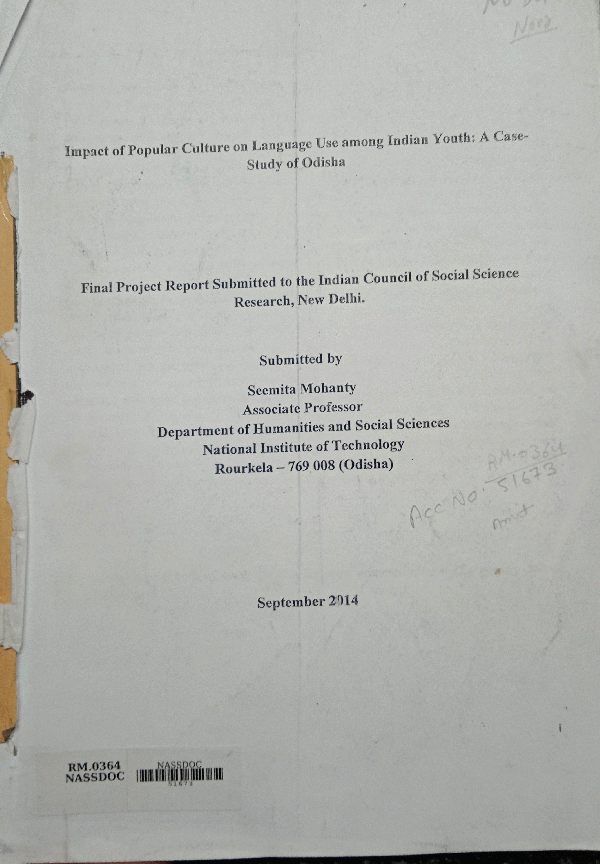 Impact of Popular Culture on Language Use among Indian Youth: A Case-
Study of Odisha
Final Project Report Submitted to the Indian Council of Social Science
Research, New Delhi.
Submitted by
Seemita Mohanty
Associate Professor
Department of Humanities and Social Sciences
National Institute of Technology
Rourkela – 769 008 (Odisha)
RM.0364
Acc No. 51673
September 2014
RM.0364
NASSDOC
NASSDOC
51673